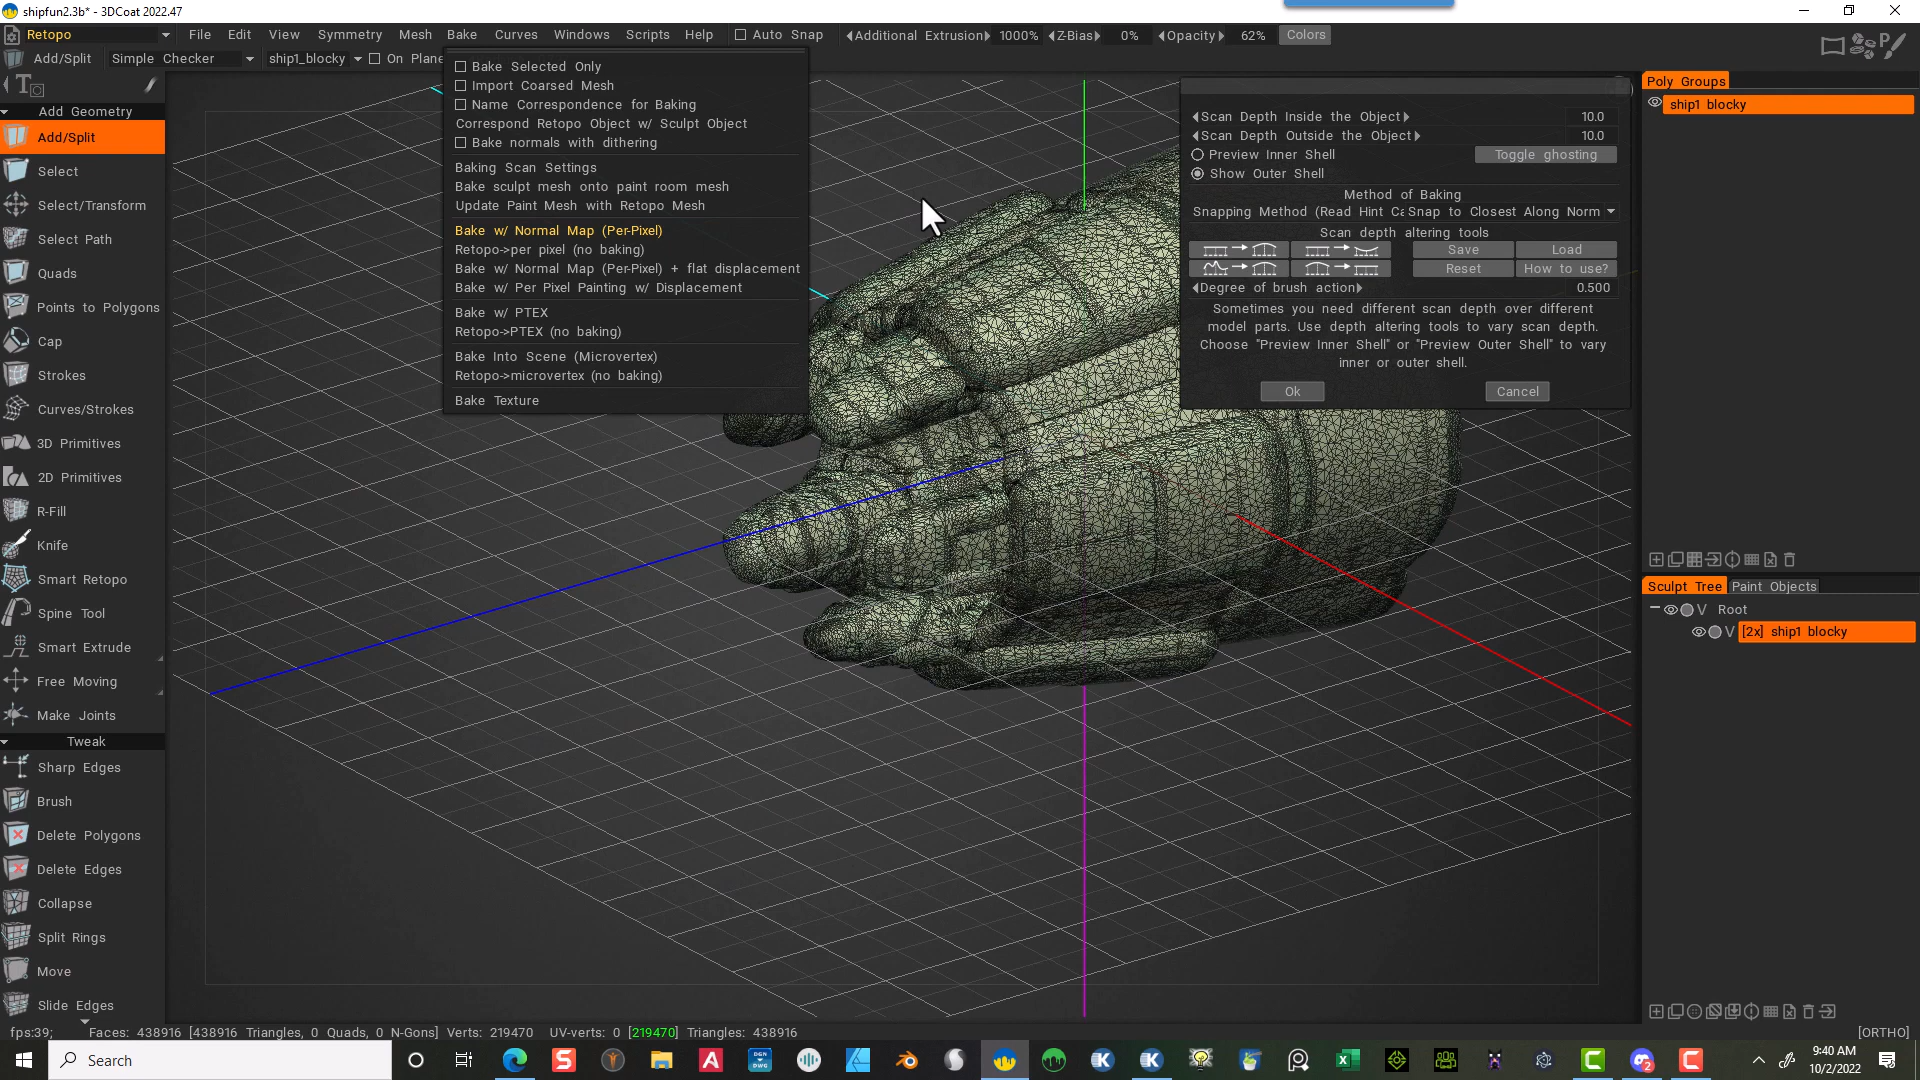 shipfun2.3b* - 3DCoat 2022.47
Retopo File Edit View Symmetry Mesh Bake Curves Windows Scripts Help Auto Snap Additional Extrusion 1000% Z-Bias 0% Opacity 62% Colors
Add/Split Simple Checker ship1_blocky On Plane
Add Geometry
Add/Split
Select
Select/Transform
Select Path
Quads
Points to Polygons
Cap
Strokes
Curves/Strokes
3D Primitives
2D Primitives
R-Fill
Knife
Smart Retopo
Spine Tool
Smart Extrude
Free Moving
Make Joints
Tweak
Sharp Edges
Brush
Delete Polygons
Delete Edges
Collapse
Split Rings
Move
Slide Edges
Bake Selected Only
Import Coarsed Mesh
Name Correspondence for Baking
Correspond Retopo Object w/ Sculpt Object
Bake normals with dithering
Baking Scan Settings
Bake sculpt mesh onto paint room mesh
Update Paint Mesh with Retopo Mesh
Bake w/ Normal Map (Per-Pixel)
Retopo->per pixel (no baking)
Bake w/ Normal Map (Per-Pixel) + flat displacement
Bake w/ Per Pixel Painting w/ Displacement
Bake w/ PTEX
Retopo->PTEX (no baking)
Bake Into Scene (Microvertex)
Retopo->microvertex (no baking)
Bake Texture
Scan Depth Inside the Object 10.0
Scan Depth Outside the Object 10.0
Preview Inner Shell Toggle ghosting
Show Outer Shell
Method of Baking
Snapping Method (Read Hint Ca Snap to Closest Along Norm
Scan depth altering tools
Save Load
Reset How to use?
Degree of brush action 0.500
Sometimes you need different scan depth over different
model parts. Use depth altering tools to vary scan depth.
Choose "Preview Inner Shell" or "Preview Outer Shell" to vary
inner or outer shell.
Ok Cancel
Poly Groups
ship1 blocky
Sculpt Tree Paint Objects
Root
V
V [2x] ship1 blocky
fps:39; Faces: 438916 [438916 Triangles, 0 Quads, 0 N-Gons] Verts: 219470 UV-verts: 0 [219470] Triangles: 438916 [ORTHO]
Search
9:40 AM
10/2/2022